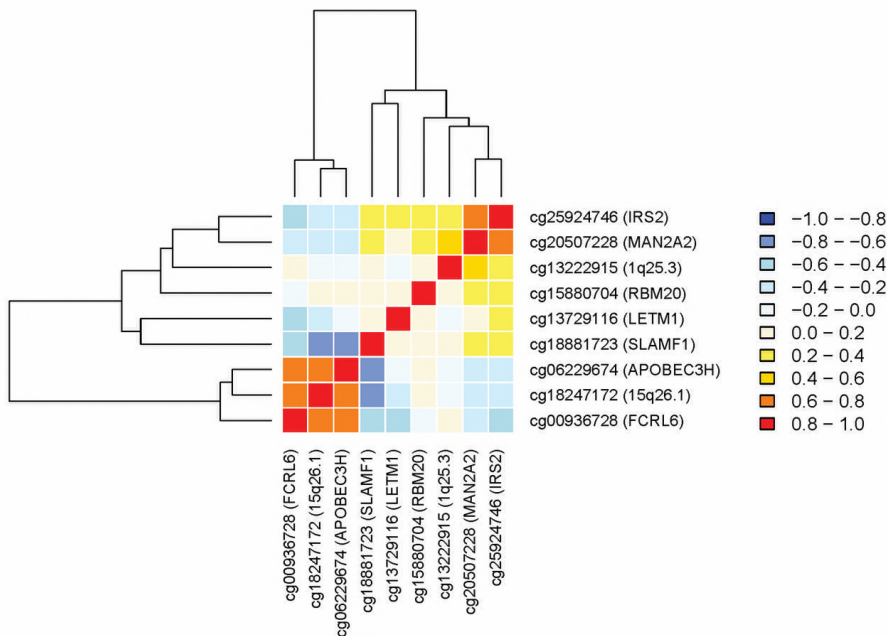 cg25924746 (IRS2)
cg20507228 (MAN2A2)
cg13222915 (1q25.3)
cg15880704 (RBM20)
cg13729116 (LETM1)
cg18881723 (SLAMF1)
cg06229674 (APOBEC3H)
cg18247172 (15q26.1)
cg00936728 (FCRL6)
−1.0 – −0.8
−0.8 – −0.6
−0.6 – −0.4
−0.4 – −0.2
−0.2 – 0.0
0.0 – 0.2
0.2 – 0.4
0.4 – 0.6
0.6 – 0.8
0.8 – 1.0
cg00936728 (FCRL6)
cg18247172 (15q26.1)
cg06229674 (APOBEC3H)
cg18881723 (SLAMF1)
cg13729116 (LETM1)
cg15880704 (RBM20)
cg13222915 (1q25.3)
cg20507228 (MAN2A2)
cg25924746 (IRS2)